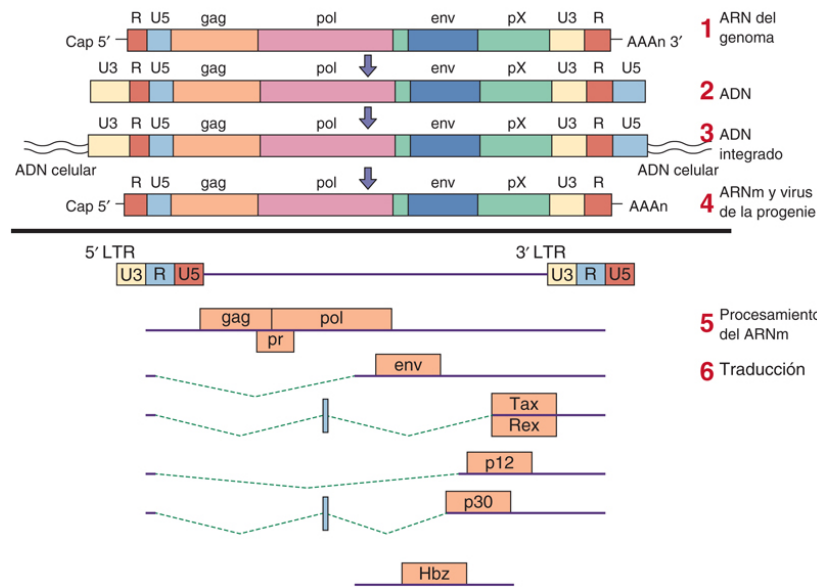 R U5 gag pol env pX U3 R
Cap 5′ AAAn 3′
1 ARN del
genoma
U3 R U5 gag pol env pX U3 R U5
2 ADN
U3 R U5 gag pol env pX U3 R U5
3 ADN
integrado
ADN celular ADN celular
R U5 gag pol env pX U3 R
Cap 5′ AAAn
4 ARNm y virus
de la progenie
5′ LTR 3′ LTR
U3 R U5 U3 R U5
gag pol
pr
5 Procesamiento
del ARNm
env
6 Traducción
Tax
Rex
p12
p30
Hbz